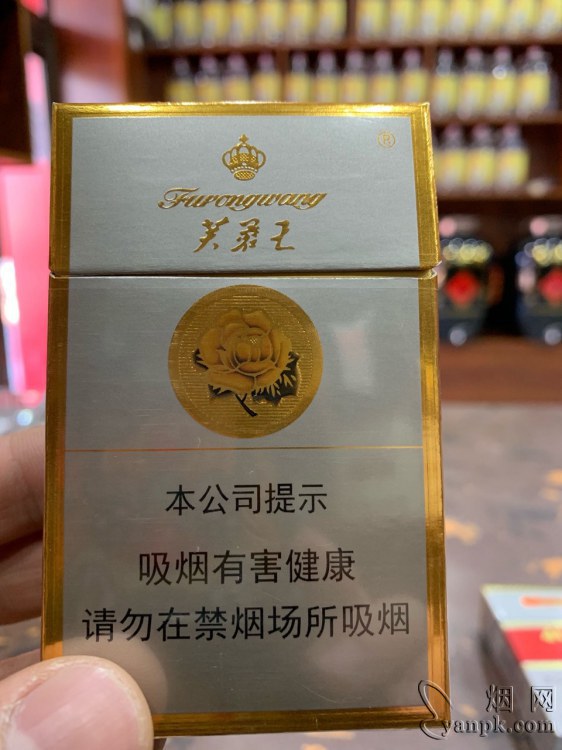 ®
Furongwang
芙蓉王
本公司提示
吸烟有害健康
请勿在禁烟场所吸烟
烟网
yanpk.com